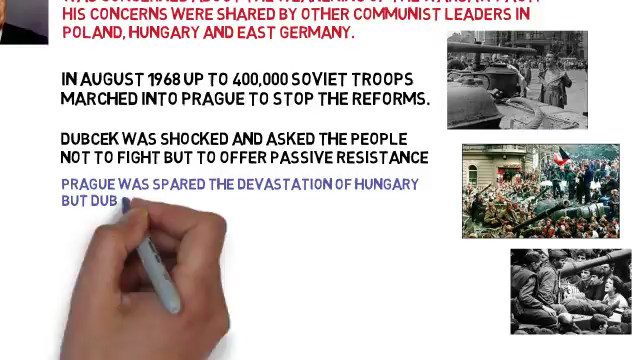 HIS CONCERNS WERE SHARED BY OTHER COMMUNIST LEADERS IN
POLAND, HUNGARY AND EAST GERMANY.
IN AUGUST 1968 UP TO 400,000 SOVIET TROOPS
MARCHED INTO PRAGUE TO STOP THE REFORMS.
DUBCEK WAS SHOCKED AND ASKED THE PEOPLE
NOT TO FIGHT BUT TO OFFER PASSIVE RESISTANCE
PRAGUE WAS SPARED THE DEVASTATION OF HUNGARY
BUT DUB